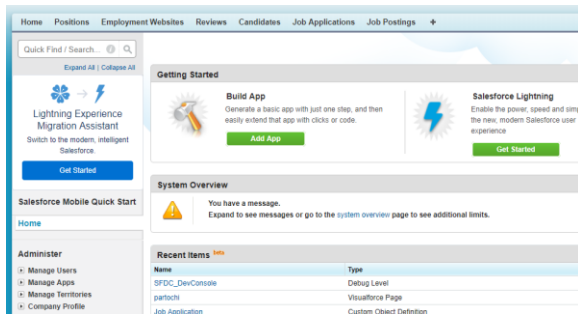 Home Positions Employment Websites Reviews Candidates Job Applications Job Postings +
Quick Find / Search...
Expand All | Collapse All
Lightning Experience
Migration Assistant
Switch to the modern, intelligent
Salesforce.
Get Started
Salesforce Mobile Quick Start
Home
Administer
Manage Users
Manage Apps
Manage Territories
Company Profile
Getting Started
Build App
Generate a basic app with just one step, and then
easily extend that app with clicks or code.
Add App
Salesforce Lightning
Enable the power, speed and
the new, modern Salesforce user
experience
Get Started
System Overview
You have a message.
Expand to see messages or go to the system overview page to see additional limits.
Recent Items beta
Name Type
SFDC_DevConsole Debug Level
partochi Visualforce Page
Job Application Custom Object Definition